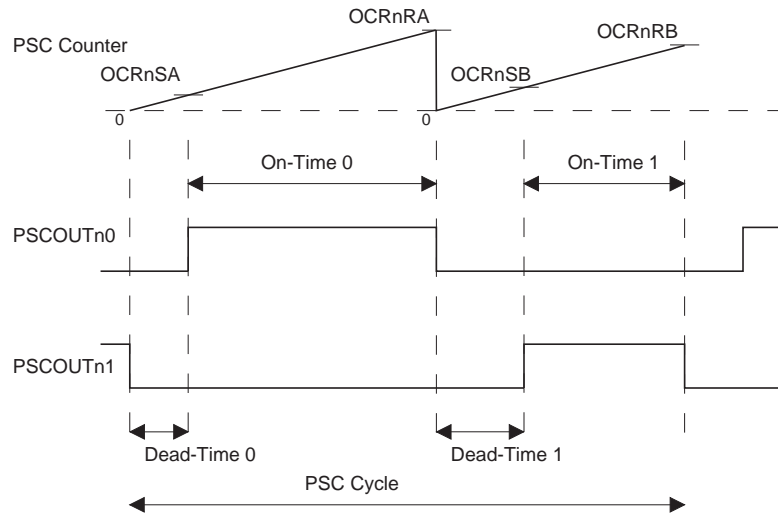 OCRnRA
OCRnRB
PSC Counter
OCRnSA
OCRnSB
0
0
On-Time 0
On-Time 1
PSCOUTn0
PSCOUTn1
Dead-Time 0
Dead-Time 1
PSC Cycle